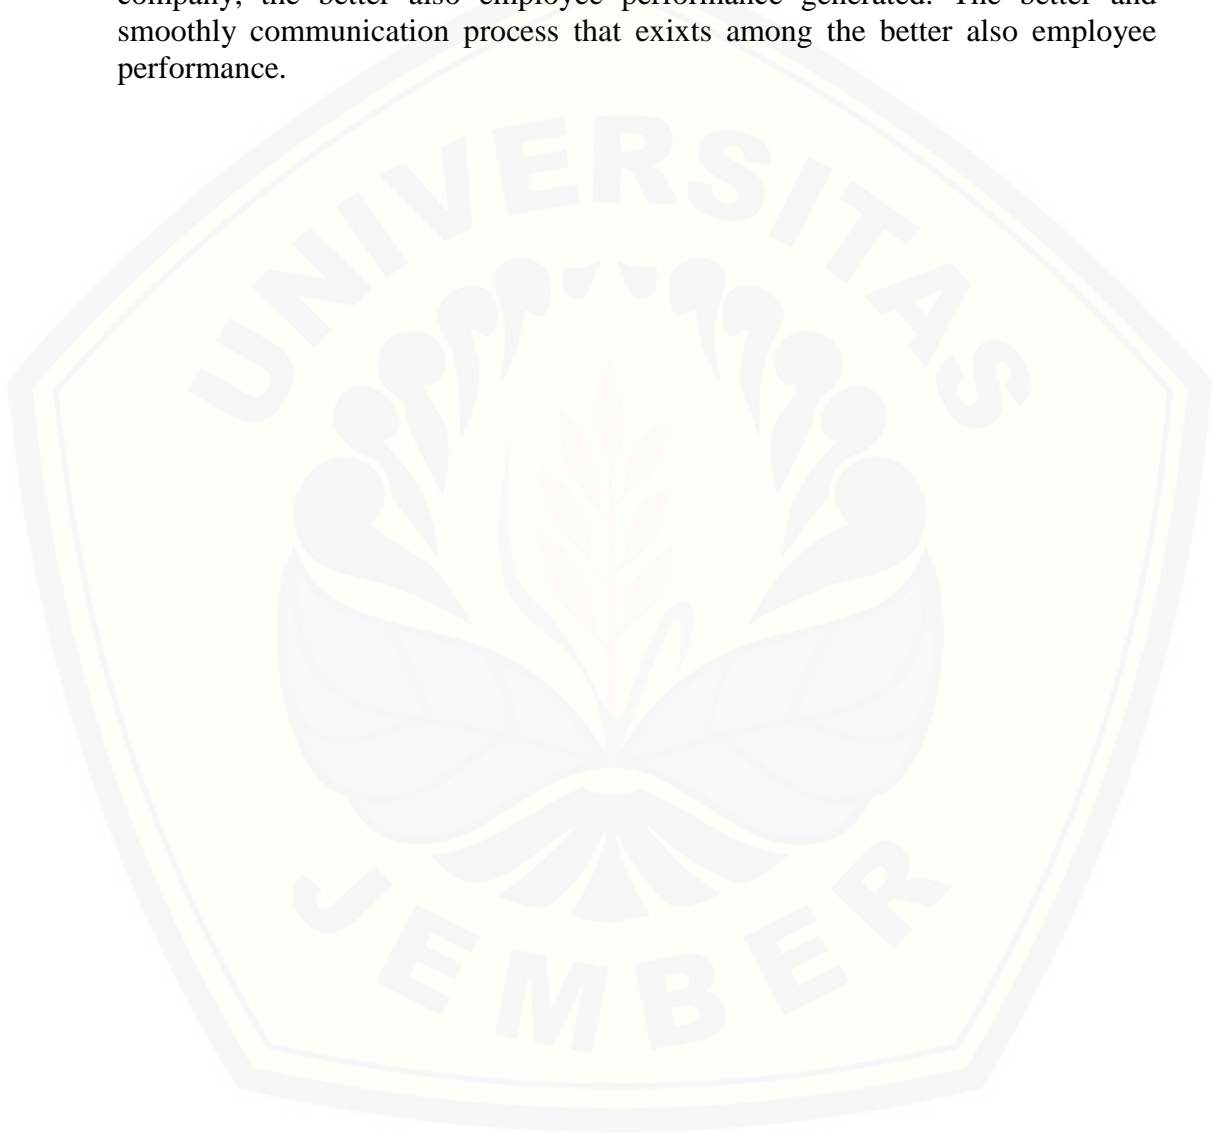 company, the better also employee performance generated. The better and
smoothly communication process that exixts among the better also employee
performance.
UNIVERSITAS
JEMBER